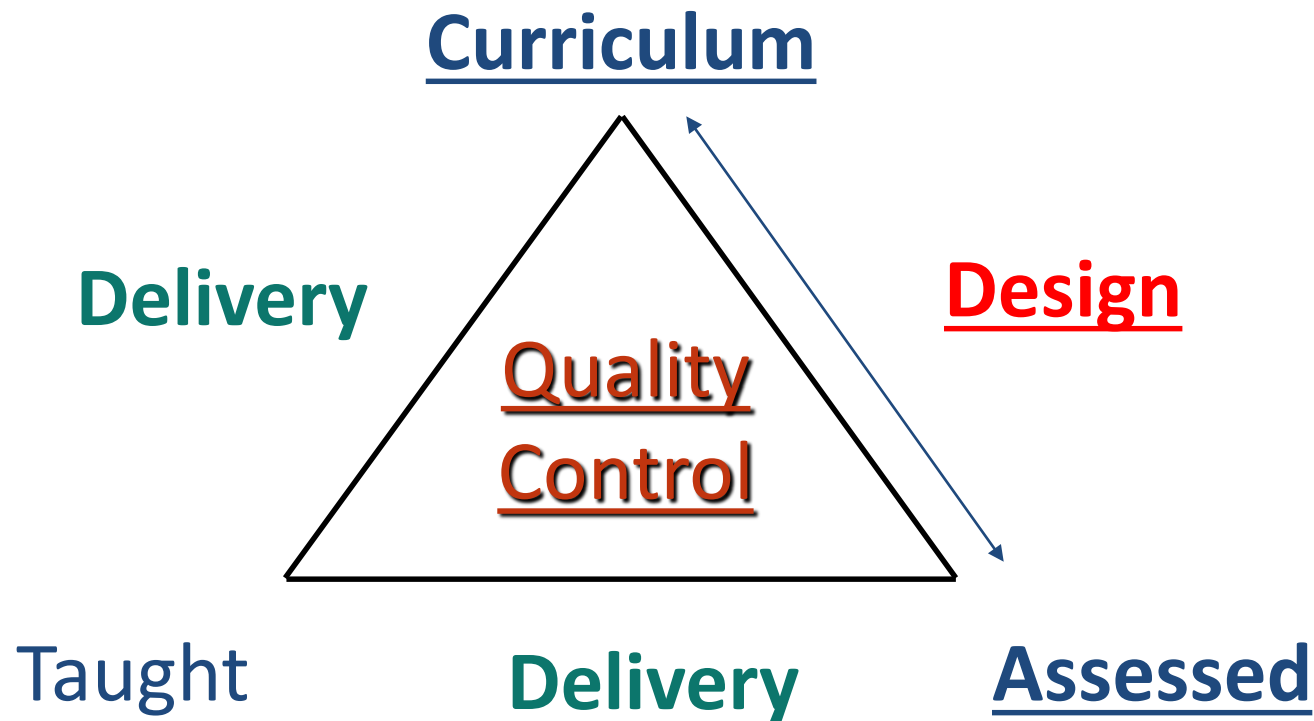 Curriculum
Delivery
Design
Quality
Control
Taught
Delivery
Assessed